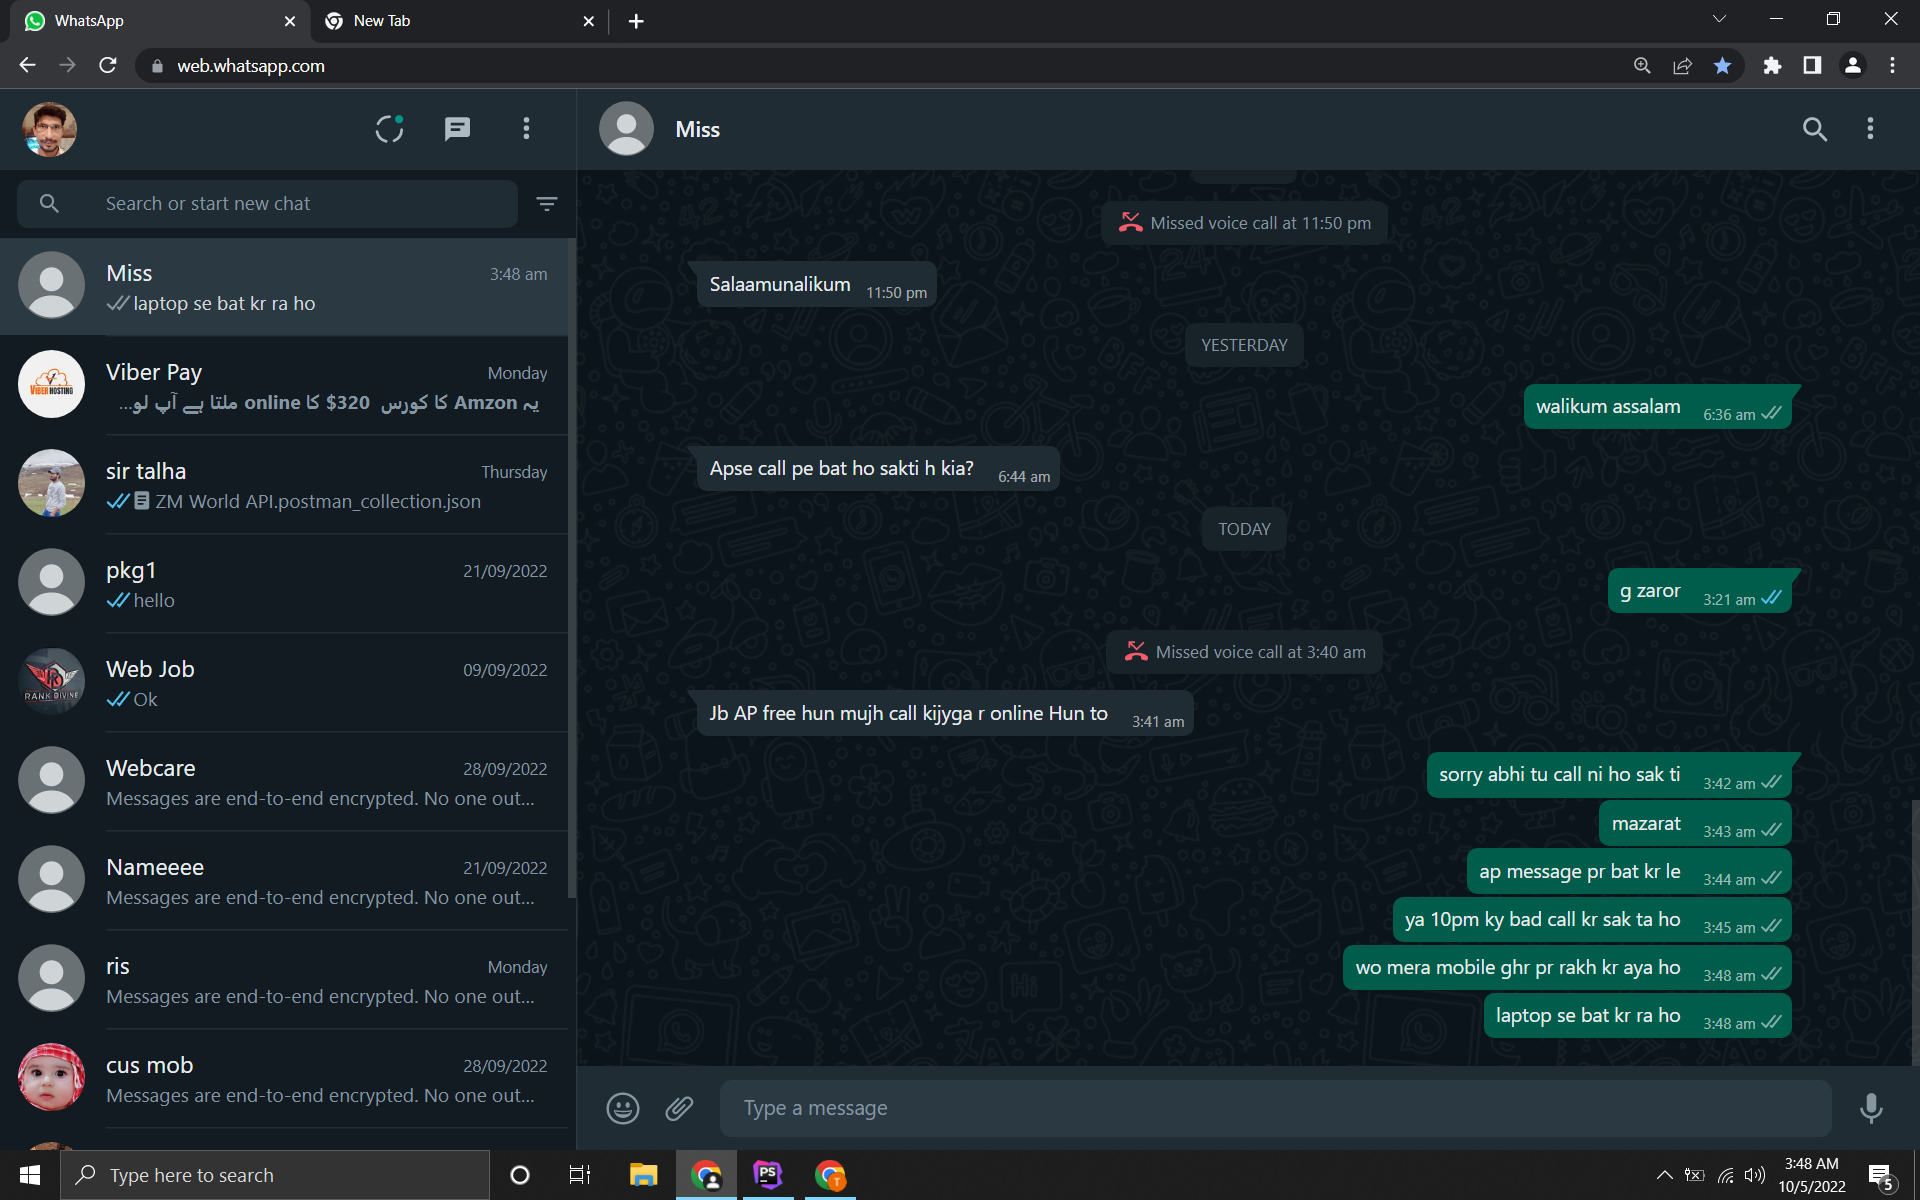 WhatsApp
New Tab
web.whatsapp.com
Miss
Search or start new chat
Miss 3:48 am
laptop se bat kr ra ho
Viber Pay Monday
یہ Amzon کا کورس 320$ کا online ملتا ہے آپ لو...
VIBER HOSTING
sir talha Thursday
ZM World API.postman_collection.json
pkg1 21/09/2022
hello
Web Job 09/09/2022
Ok
RANK DIVINE
Webcare 28/09/2022
Messages are end-to-end encrypted. No one out...
Nameeee 21/09/2022
Messages are end-to-end encrypted. No one out...
ris Monday
Messages are end-to-end encrypted. No one out...
cus mob 28/09/2022
Messages are end-to-end encrypted. No one out...
Missed voice call at 11:50 pm
Salaamunalikum 11:50 pm
YESTERDAY
walikum assalam 6:36 am
Apse call pe bat ho sakti h kia? 6:44 am
TODAY
g zaror 3:21 am
Missed voice call at 3:40 am
Jb AP free hun mujh call kijyga r online Hun to 3:41 am
sorry abhi tu call ni ho sak ti 3:42 am
mazarat 3:43 am
ap message pr bat kr le 3:44 am
ya 10pm ky bad call kr sak ta ho 3:45 am
wo mera mobile ghr pr rakh kr aya ho 3:48 am
laptop se bat kr ra ho 3:48 am
Type a message
Type here to search
PS
T
3:48 AM
10/5/2022
5